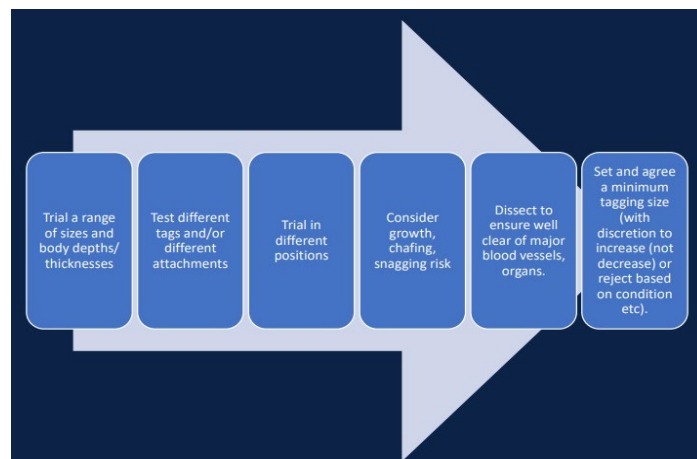 Trial a range
of sizes and
body depths/
thicknesses
Test different
tags and/or
different
attachments
Trial in
different
positions
Consider
growth,
chafing,
snagging risk
Dissect to
ensure well
clear of major
blood vessels,
organs.
Set and agree
a minimum
tagging size
(with
discretion to
increase (not
decrease) or
reject based
on condition
etc).